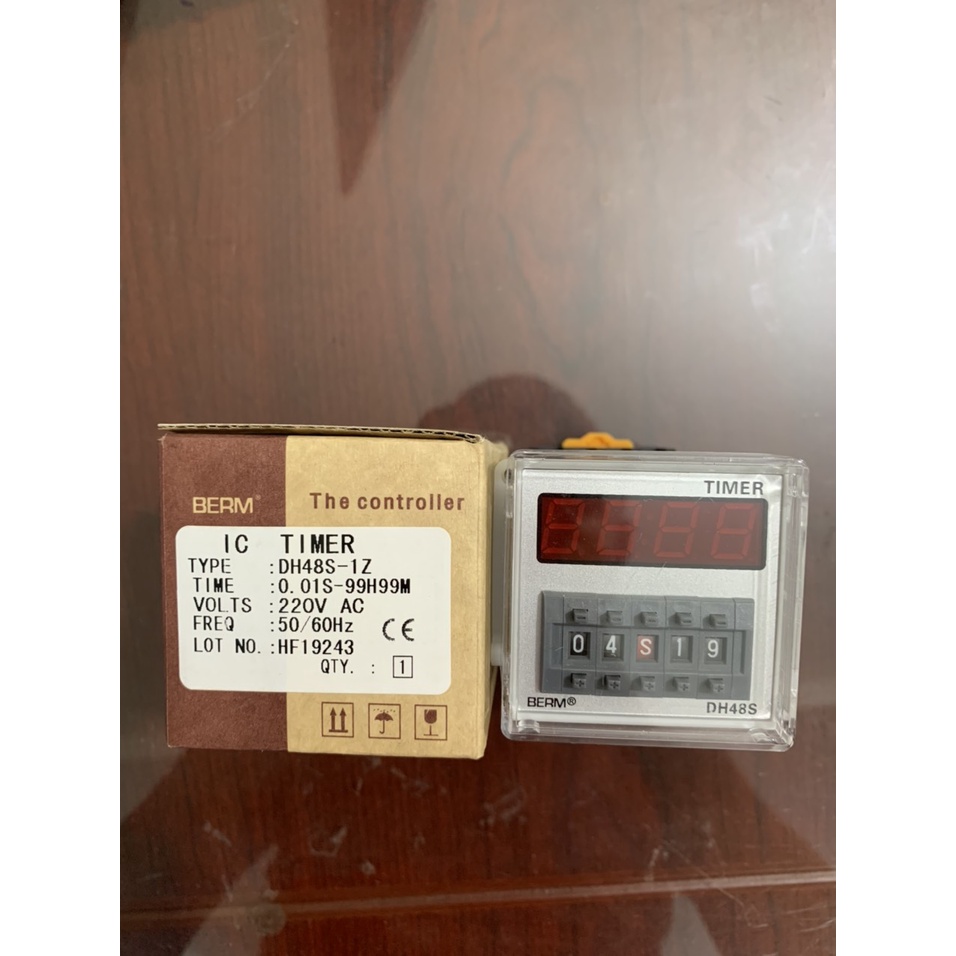 BERM®
The controller
IC TIMER
TYPE :DH48S-1Z
TIME :0.01S-99H99M
VOLTS :220V AC
FREQ :50/60Hz
CE
LOT NO.:HF19243
QTY. : 1
TIMER
0 4 S 1 9
BERM®
DH48S